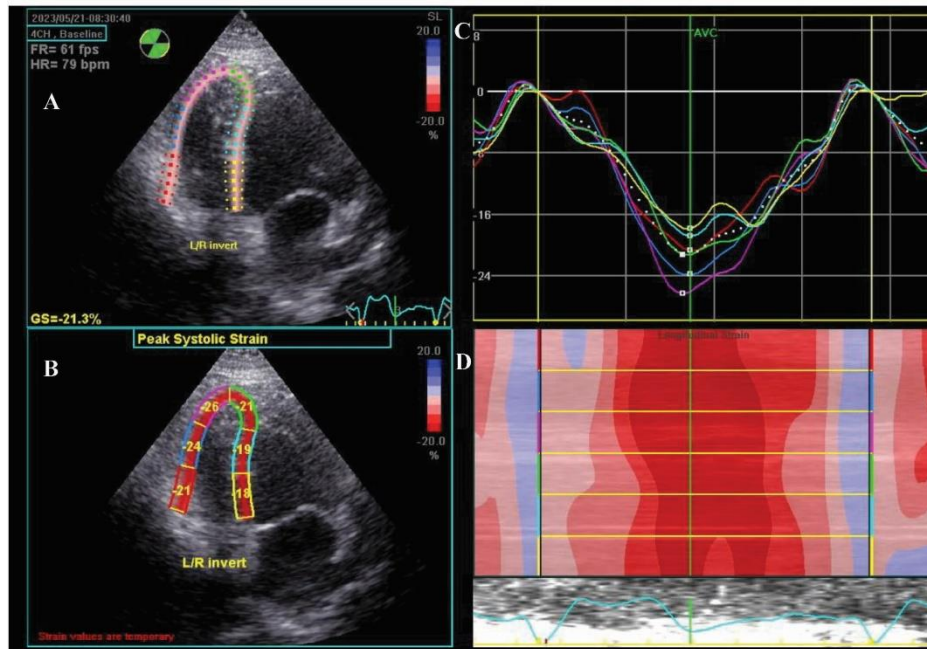 2023/05/21-08:30:40
4CH , Baseline
FR= 61 fps
HR= 79 bpm
A
SL
20.0
-20.0
%
L/R invert
GS=-21.3%
Peak Systolic Strain
B
20.0
-20.0
%
-26
-21
-24
-19
-21
-18
L/R invert
Strain values are temporary
C
AVC
8
0
-16
-24
D
Longitudinal Strain